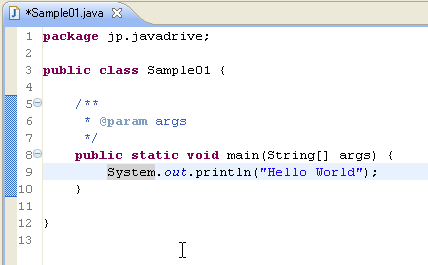 *Sample01.java
1 package jp.javadrive;
2
3 public class Sample01 {
4
5     /**
6      * @param args
7      */
8     public static void main(String[] args) {
9         System.out.println("Hello World");
10     }
11
12 }
13